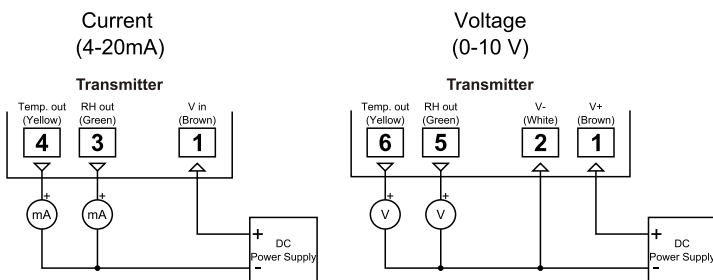 Current
(4-20mA)
Transmitter
Temp. out
(Yellow)
RH out
(Green)
V in
(Brown)
4
3
1
+
+
mA
mA
+
DC
Power Supply
-
Voltage
(0-10 V)
Transmitter
Temp. out
(Yellow)
RH out
(Green)
V-
(White)
V+
(Brown)
6
5
2
1
+
+
V
V
+
DC
Power Supply
-